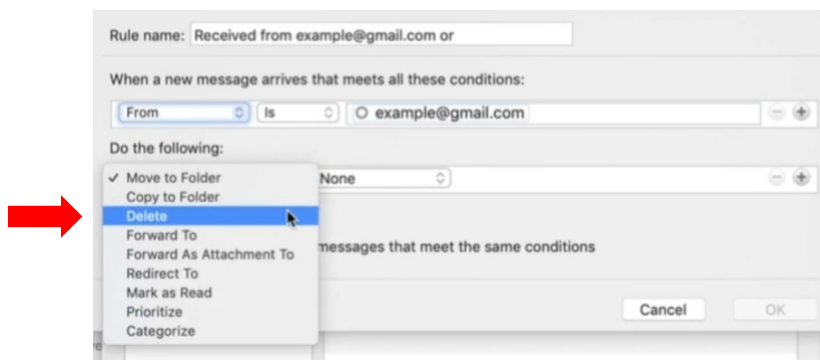 Rule name: Received from example@gmail.com or
When a new message arrives that meets all these conditions:
From Is example@gmail.com
Do the following:
✓ Move to Folder None
Copy to Folder
Delete
Forward To
Forward As Attachment To messages that meet the same conditions
Redirect To
Mark as Read
Prioritize
Cancel OK
Categorize